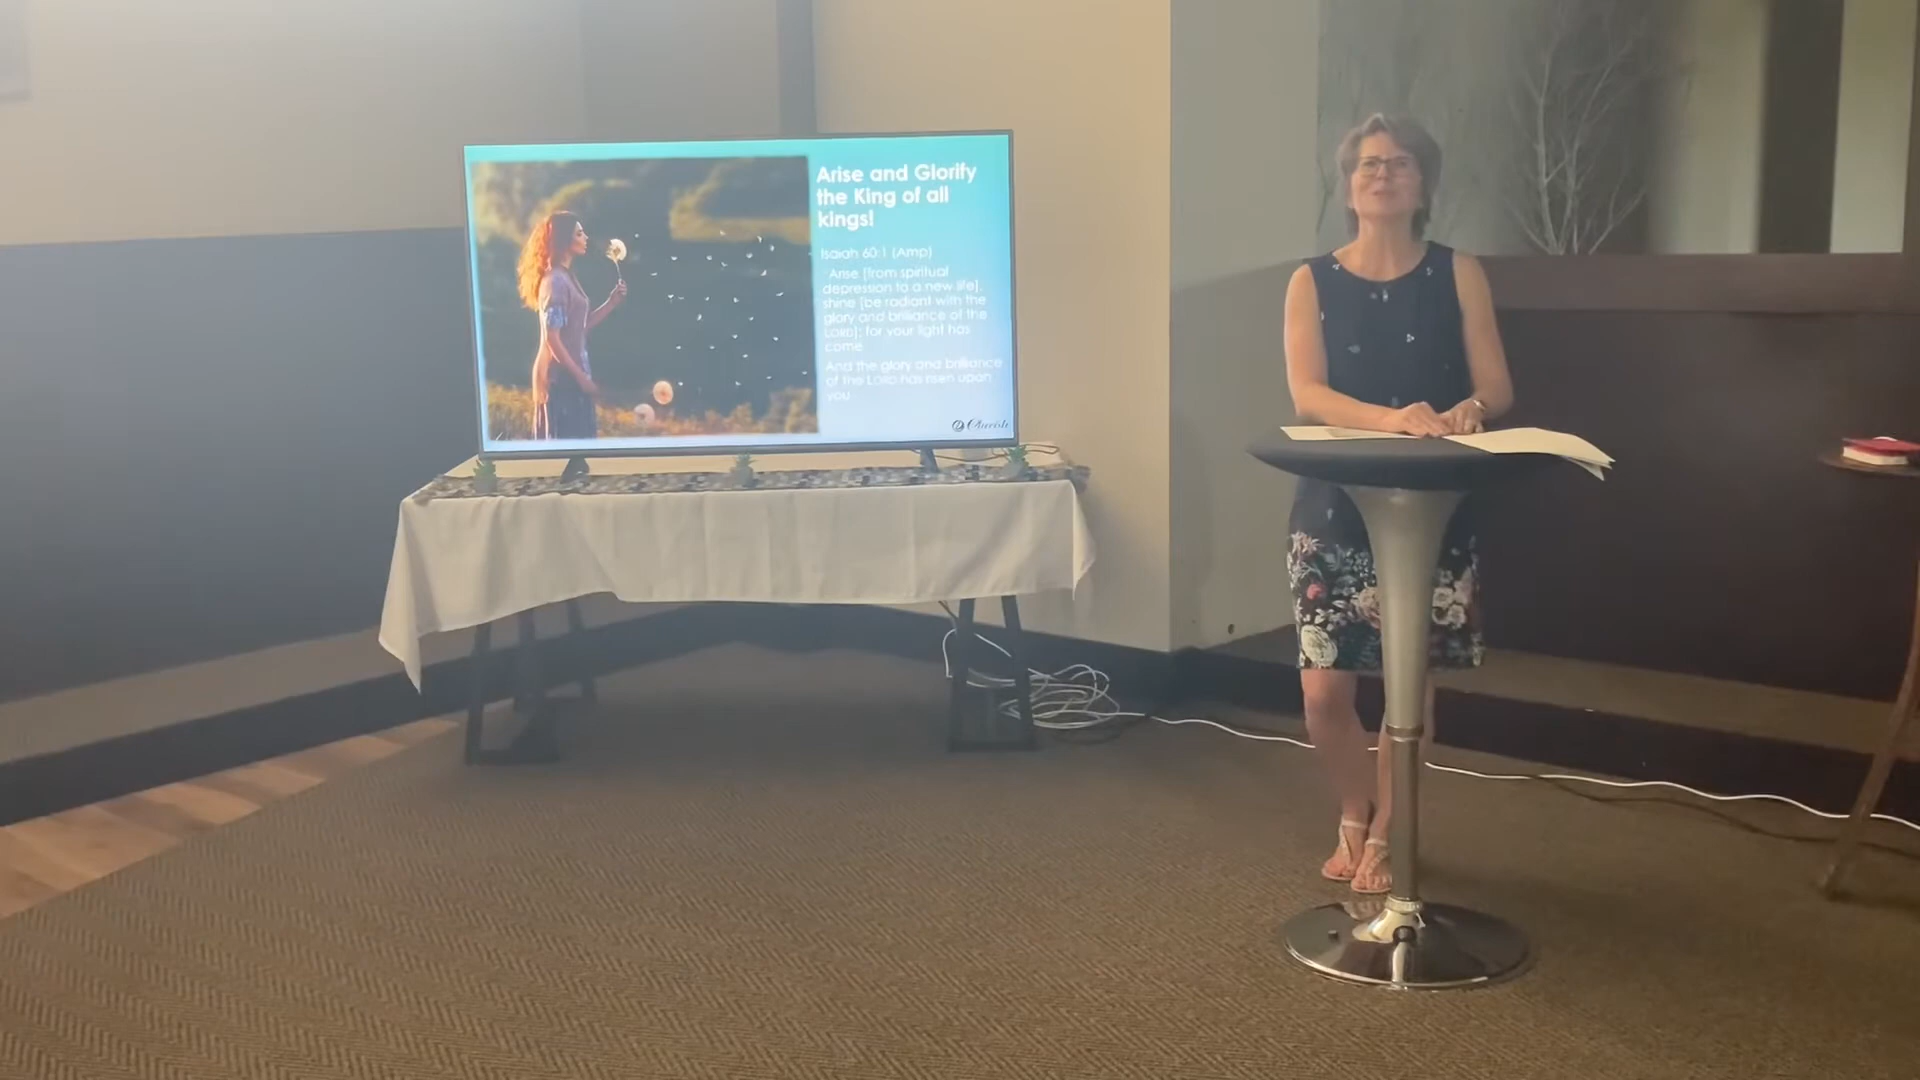 Arise and Glorify
the King of all
kings!
Isaiah 60:1 (Amp)
Arise [from spiritual
depression to a new life],
shine [be radiant with the
glory and brilliance of the
LORD]; for your light has
come,
And the glory and brilliance
of the LORD has risen upon
you.